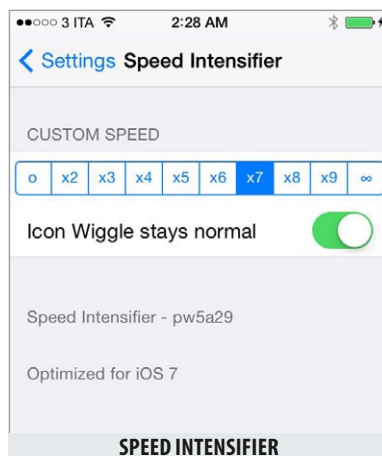 3 ITA 2:28 AM
Settings Speed Intensifier
CUSTOM SPEED
o x2 x3 x4 x5 x6 x7 x8 x9 ∞
Icon Wiggle stays normal
Speed Intensifier - pw5a29
Optimized for iOS 7
SPEED INTENSIFIER